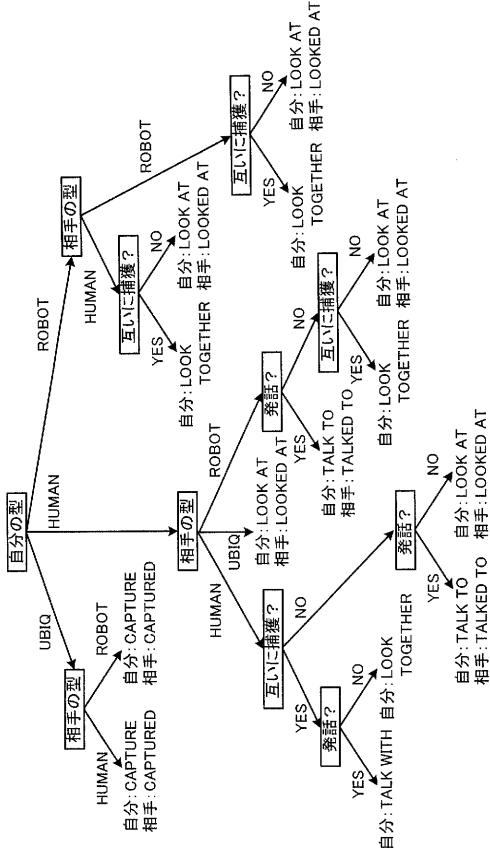 自分の型
UBIQ
HUMAN
ROBOT
相手の型
HUMAN
ROBOT
自分:CAPTURE
相手:CAPTURED
自分:CAPTURE
相手:CAPTURED
相手の型
HUMAN
UBIQ
ROBOT
互いに捕獲?
YES
NO
発話?
YES
NO
自分:TALK WITH
自分:LOOK
TOGETHER
発話?
YES
NO
自分:TALK TO
相手:TALKED TO
自分:LOOK AT
相手:LOOKED AT
自分:LOOK AT
相手:LOOKED AT
発話?
YES
NO
自分:TALK TO
相手:TALKED TO
互いに捕獲?
YES
NO
自分:LOOK
TOGETHER
自分:LOOK AT
相手:LOOKED AT
相手の型
HUMAN
ROBOT
互いに捕獲?
YES
NO
自分:LOOK
TOGETHER
自分:LOOK AT
相手:LOOKED AT
互いに捕獲?
YES
NO
自分:LOOK
TOGETHER
自分:LOOK AT
相手:LOOKED AT